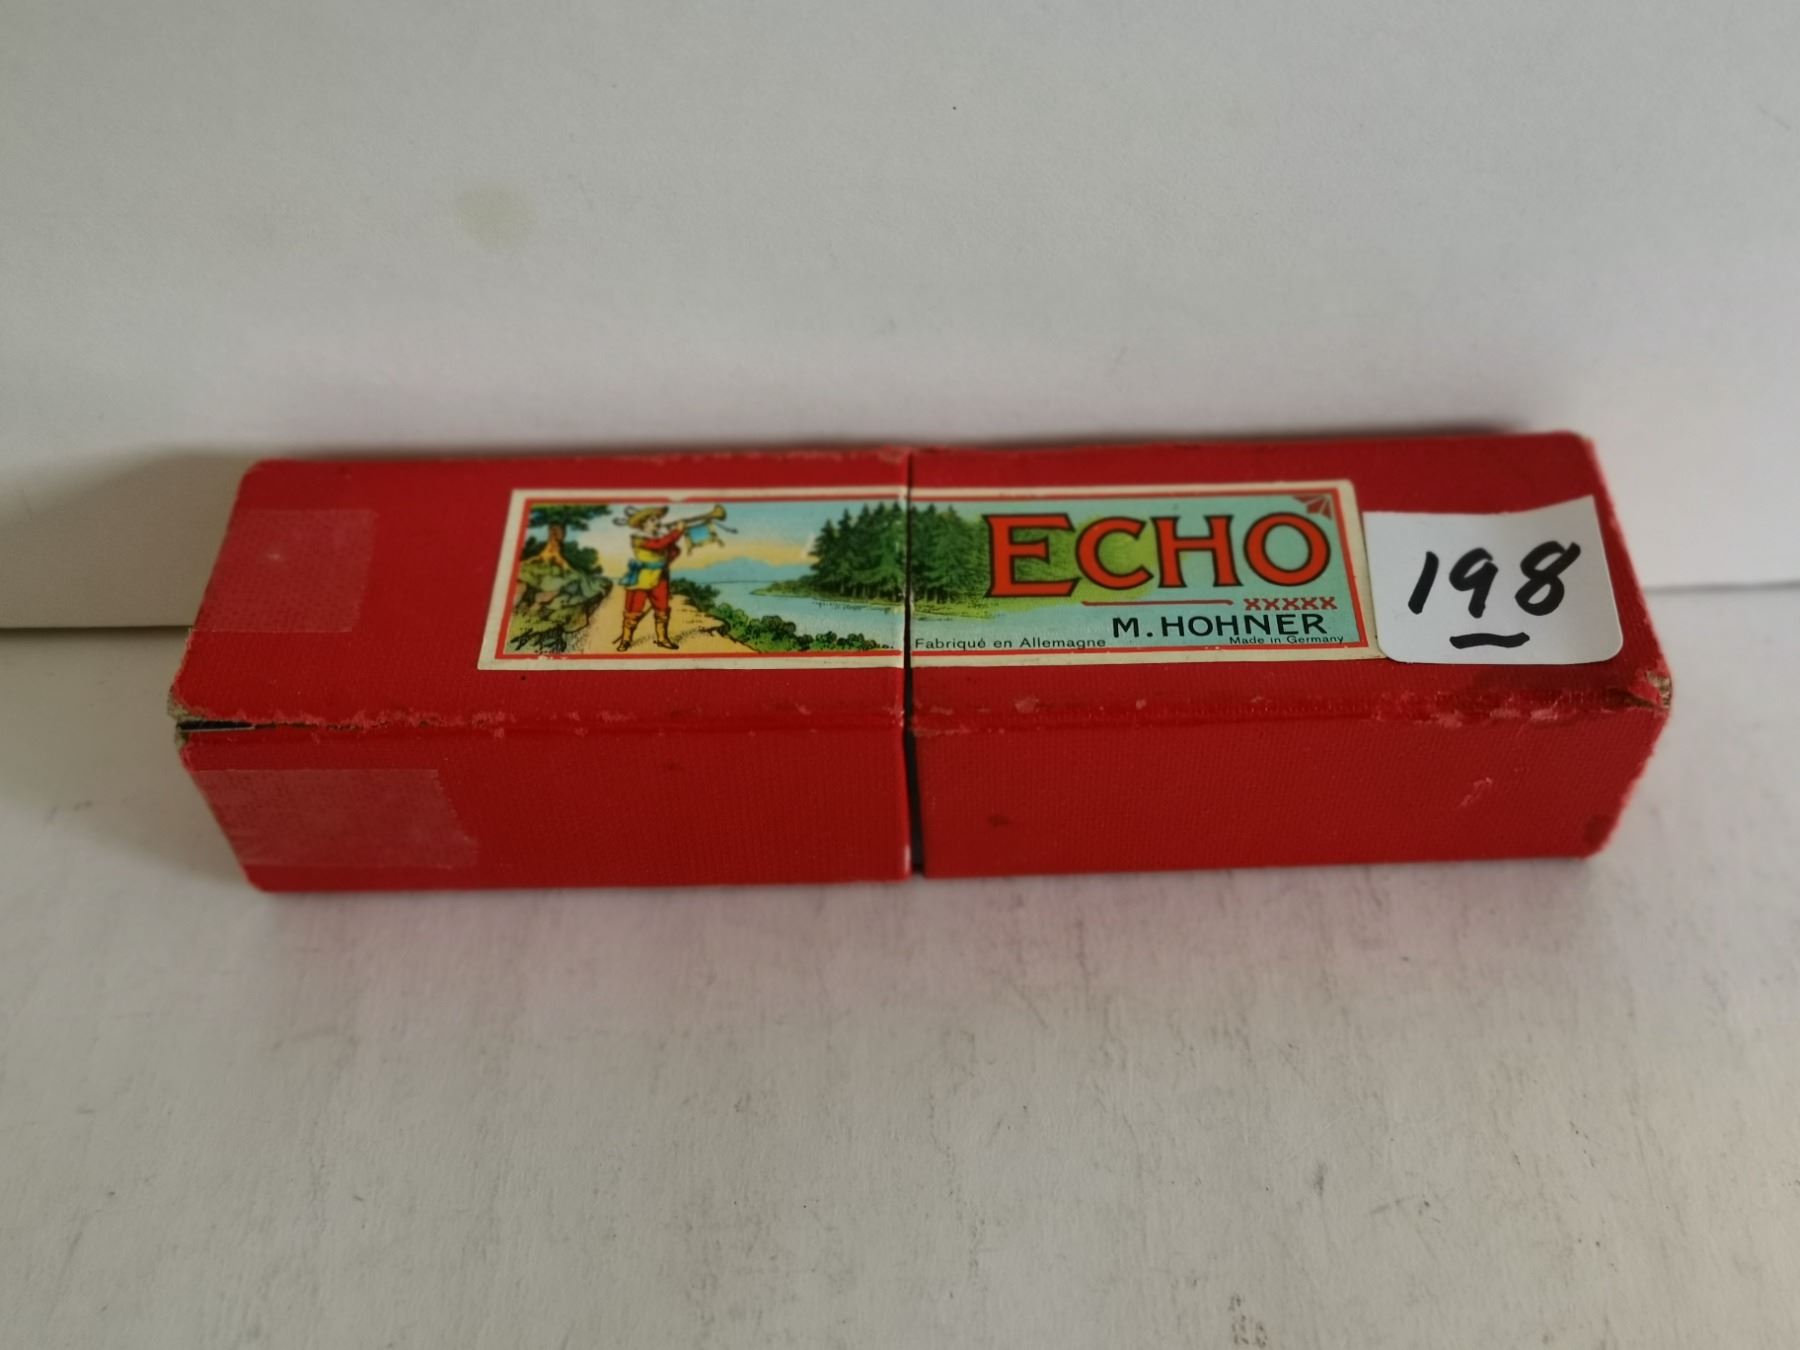 ECHO
xxxxx
M. HOHNER
Fabriqué en Allemagne
Made in Germany
198